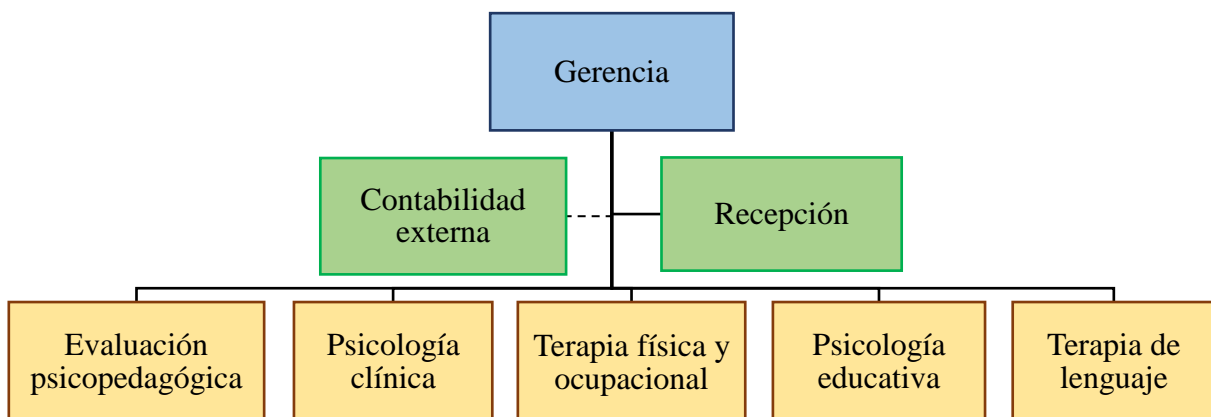 Gerencia
Contabilidad
externa
Recepción
Evaluación
psicopedagógica
Psicología
clínica
Terapia física y
ocupacional
Psicología
educativa
Terapia de
lenguaje